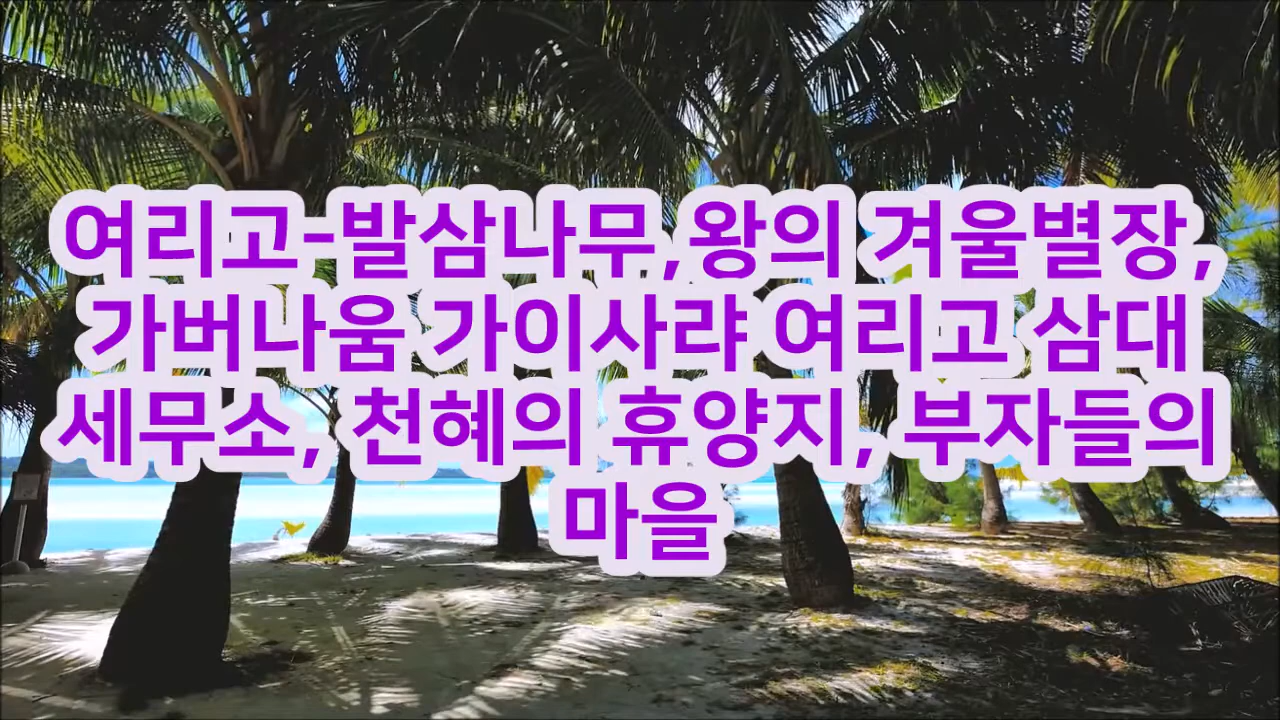 여리고-발삼나무,왕의 겨울별장,
가버나움 가이사랴 여리고 삼대
세무소, 천혜의 휴양지, 부자들의
마을